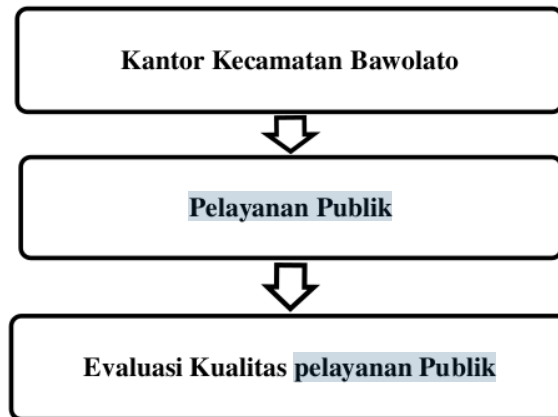 Kantor Kecamatan Bawolato
Pelayanan Publik
Evaluasi Kualitas pelayanan Publik